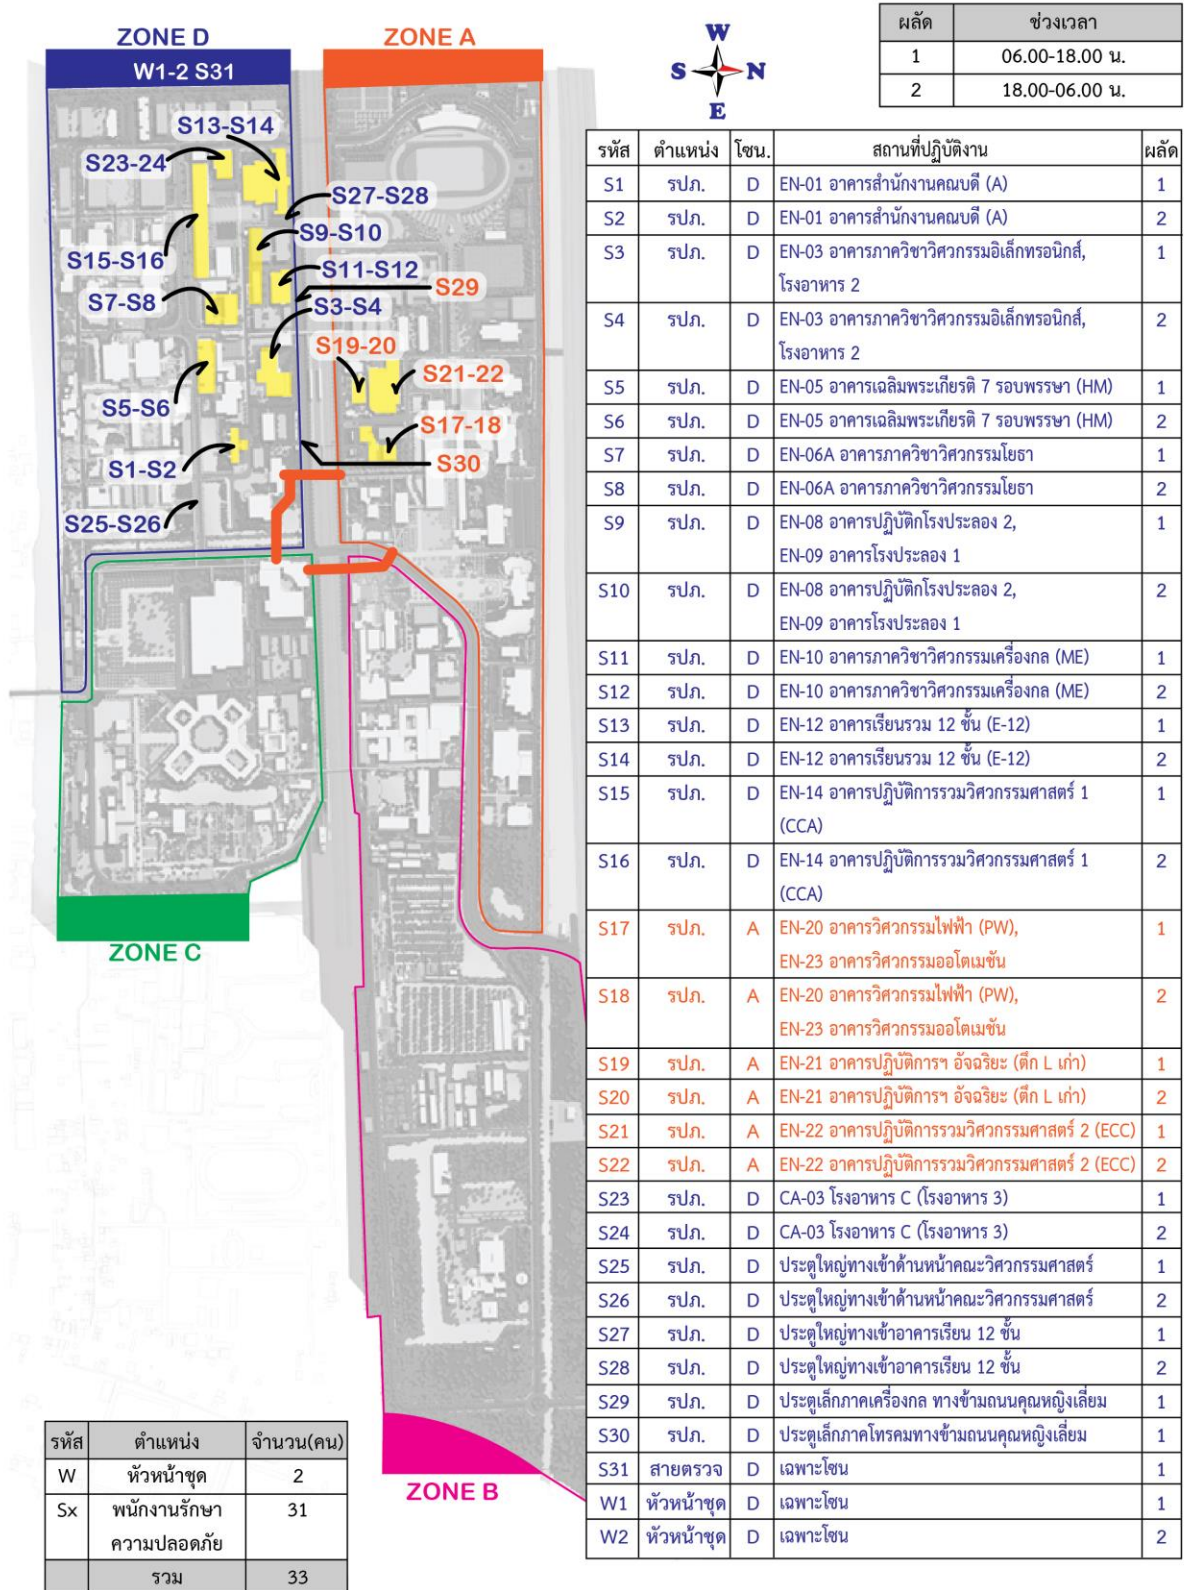 ZONE D
ZONE A
W1-2 S31
W
S N
E
S13-S14
S23-24
S27-S28
S9-S10
S15-S16
S11-S12
S29
S7-S8
S3-S4
S19-20
S21-22
S5-S6
S17-18
S1-S2
S30
S25-S26
ZONE C
ZONE B
ผลัด ช่วงเวลา
1 06.00-18.00 น.
2 18.00-06.00 น.
รหัส ตำแหน่ง โซน. สถานที่ปฏิบัติงาน ผลัด
S1 รปภ. D EN-01 อาคารสำนักงานคณบดี (A) 1
S2 รปภ. D EN-01 อาคารสำนักงานคณบดี (A) 2
S3 รปภ. D EN-03 อาคารภาควิชาวิศวกรรมอิเล็กทรอนิกส์, 1
โรงอาหาร 2
S4 รปภ. D EN-03 อาคารภาควิชาวิศวกรรมอิเล็กทรอนิกส์, 2
โรงอาหาร 2
S5 รปภ. D EN-05 อาคารเฉลิมพระเกียรติ 7 รอบพรรษา (HM) 1
S6 รปภ. D EN-05 อาคารเฉลิมพระเกียรติ 7 รอบพรรษา (HM) 2
S7 รปภ. D EN-06A อาคารภาควิชาวิศวกรรมโยธา 1
S8 รปภ. D EN-06A อาคารภาควิชาวิศวกรรมโยธา 2
S9 รปภ. D EN-08 อาคารปฏิบัติกโรงประลอง 2, 1
EN-09 อาคารโรงประลอง 1
S10 รปภ. D EN-08 อาคารปฏิบัติกโรงประลอง 2, 2
EN-09 อาคารโรงประลอง 1
S11 รปภ. D EN-10 อาคารภาควิชาวิศวกรรมเครื่องกล (ME) 1
S12 รปภ. D EN-10 อาคารภาควิชาวิศวกรรมเครื่องกล (ME) 2
S13 รปภ. D EN-12 อาคารเรียนรวม 12 ชั้น (E-12) 1
S14 รปภ. D EN-12 อาคารเรียนรวม 12 ชั้น (E-12) 2
S15 รปภ. D EN-14 อาคารปฏิบัติการรวมวิศวกรรมศาสตร์ 1 1
(CCA)
S16 รปภ. D EN-14 อาคารปฏิบัติการรวมวิศวกรรมศาสตร์ 1 2
(CCA)
S17 รปภ. A EN-20 อาคารวิศวกรรมไฟฟ้า (PW), 1
EN-23 อาคารวิศวกรรมออโตเมชัน
S18 รปภ. A EN-20 อาคารวิศวกรรมไฟฟ้า (PW), 2
EN-23 อาคารวิศวกรรมออโตเมชัน
S19 รปภ. A EN-21 อาคารปฏิบัติการฯ อัจฉริยะ (ตึก L เก่า) 1
S20 รปภ. A EN-21 อาคารปฏิบัติการฯ อัจฉริยะ (ตึก L เก่า) 2
S21 รปภ. A EN-22 อาคารปฏิบัติการรวมวิศวกรรมศาสตร์ 2 (ECC) 1
S22 รปภ. A EN-22 อาคารปฏิบัติการรวมวิศวกรรมศาสตร์ 2 (ECC) 2
S23 รปภ. D CA-03 โรงอาหาร C (โรงอาหาร 3) 1
S24 รปภ. D CA-03 โรงอาหาร C (โรงอาหาร 3) 2
S25 รปภ. D ประตูใหญ่ทางเข้าด้านหน้าคณะวิศวกรรมศาสตร์ 1
S26 รปภ. D ประตูใหญ่ทางเข้าด้านหน้าคณะวิศวกรรมศาสตร์ 2
S27 รปภ. D ประตูใหญ่ทางเข้าอาคารเรียน 12 ชั้น 1
S28 รปภ. D ประตูใหญ่ทางเข้าอาคารเรียน 12 ชั้น 2
S29 รปภ. D ประตูเล็กภาคเครื่องกล ทางข้ามถนนคุณหญิงเลี่ยม 1
S30 รปภ. D ประตูเล็กภาคโทรคมทางข้ามถนนคุณหญิงเลี่ยม 1
S31 สายตรวจ D เฉพาะโซน 1
W1 หัวหน้าชุด D เฉพาะโซน 1
W2 หัวหน้าชุด D เฉพาะโซน 2
รหัส ตำแหน่ง จำนวน(คน)
W หัวหน้าชุด 2
Sx พนักงานรักษา 31
ความปลอดภัย
รวม 33